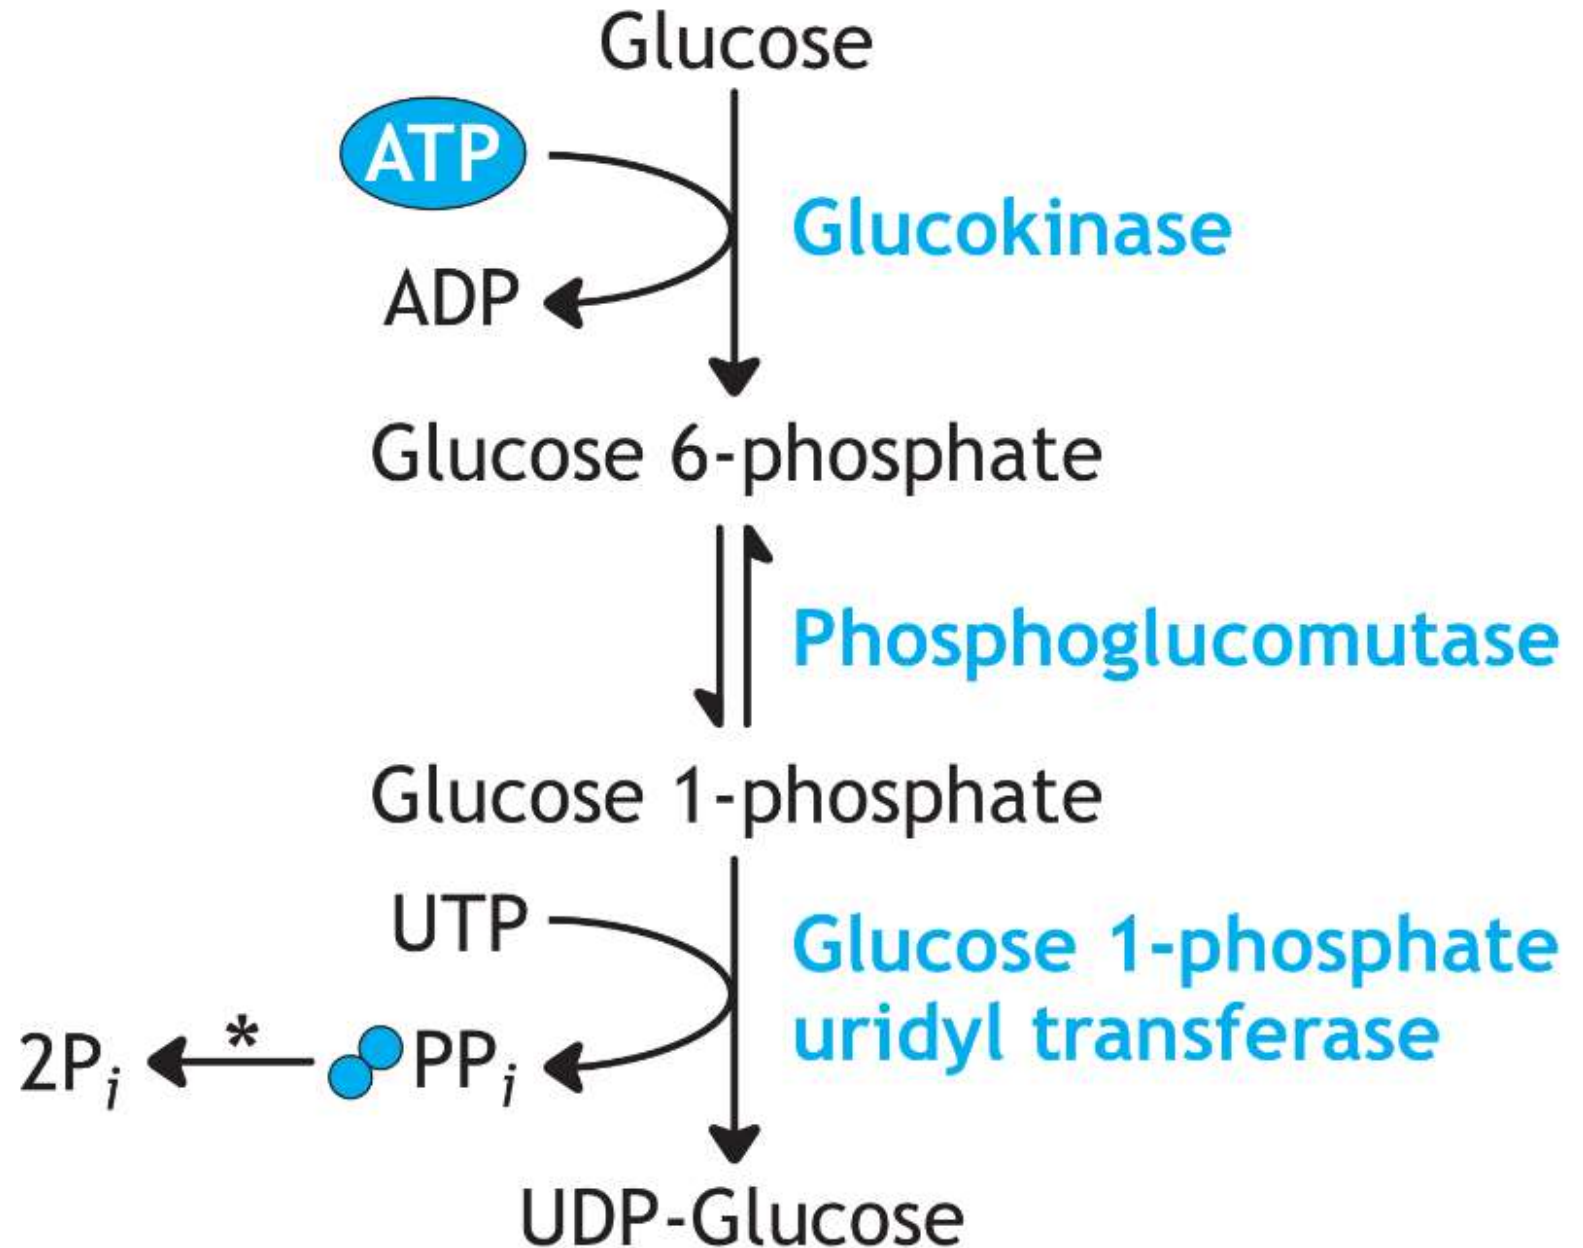 Glucose
ATP
Glucokinase
ADP
Glucose 6-phosphate
Phosphoglucomutase
Glucose 1-phosphate
UTP
Glucose 1-phosphate
uridyl transferase
2Pi * PPi
UDP-Glucose